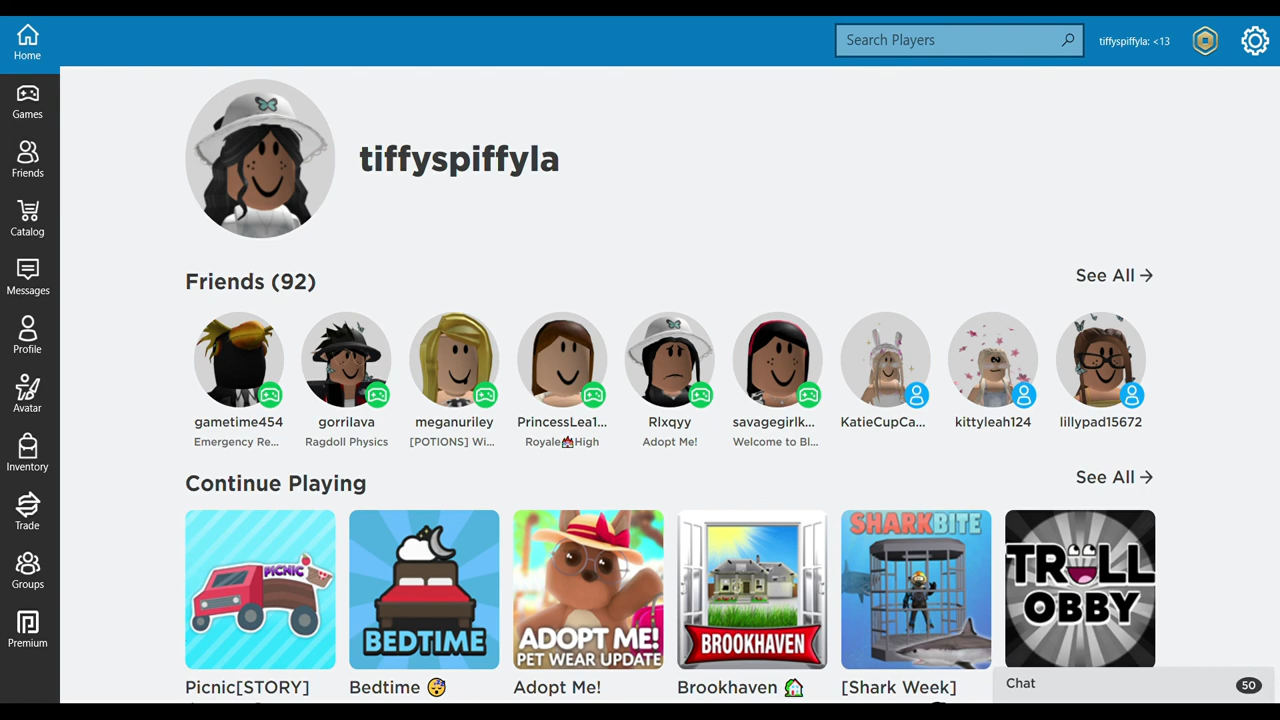 Home
Search Players
tiffyspiffyla: <13
Games
Friends
Catalog
Messages
Profile
Avatar
Inventory
Trade
Groups
Premium
tiffyspiffyla
Friends (92)
See All
gametime454
Emergency Re...
gorrilava
Ragdoll Physics
meganuriley
[POTIONS] Wi...
PrincessLea1...
Royale🏫High
Rlxqyy
Adopt Me!
savagegirlk...
Welcome to Bl...
KatieCupCa...
kittyleah124
lillypad15672
Continue Playing
See All
PICNIC
BEDTIME
ADOPT ME!
PET WEAR UPDATE
BROOKHAVEN
SHARKBITE
TROLL
OBBY
Picnic[STORY]
Bedtime 😴
Adopt Me!
Brookhaven 🏡
[Shark Week]
Chat
50